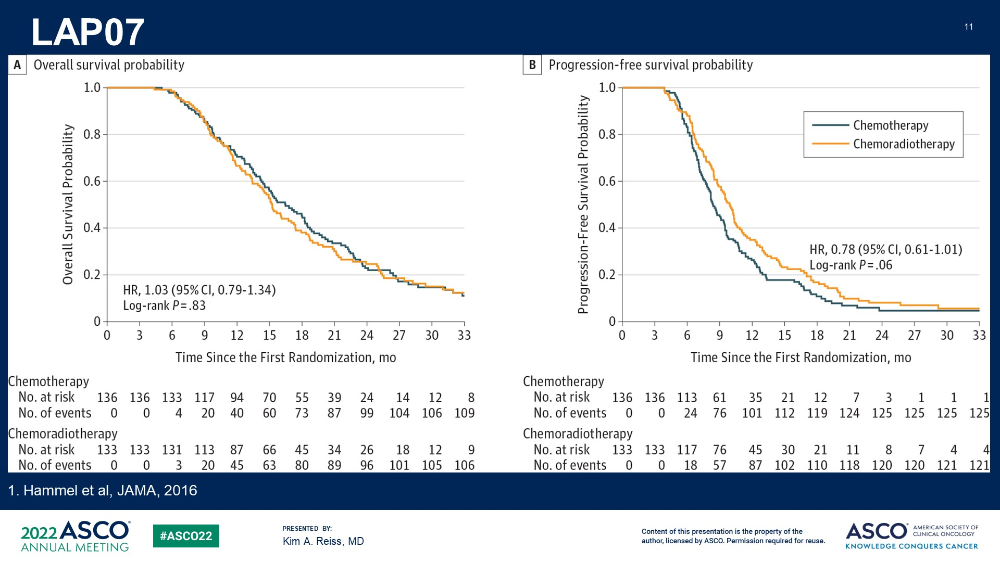 LAP07
11
A Overall survival probability
1.0
0.8
0.6
0.4
0.2
0
Overall Survival Probability
HR, 1.03 (95% CI, 0.79-1.34)
Log-rank P=.83
0 3 6 9 12 15 18 21 24 27 30 33
Time Since the First Randomization, mo
Chemotherapy
No. at risk 136 136 133 117 94 70 55 39 24 14 12 8
No. of events 0 0 4 20 40 60 73 87 99 104 106 109
Chemoradiotherapy
No. at risk 133 133 131 113 87 66 45 34 26 18 12 9
No. of events 0 0 3 20 45 63 80 89 96 101 105 106
B Progression-free survival probability
1.0
0.8
0.6
0.4
0.2
0
Progression-Free Survival Probability
Chemotherapy
Chemoradiotherapy
HR, 0.78 (95% CI, 0.61-1.01)
Log-rank P=.06
0 3 6 9 12 15 18 21 24 27 30 33
Time Since the First Randomization, mo
Chemotherapy
No. at risk 136 136 113 61 35 21 12 7 3 1 1 1
No. of events 0 0 24 76 101 112 119 124 125 125 125 125
Chemoradiotherapy
No. at risk 133 133 117 76 45 30 21 11 8 7 4 4
No. of events 0 0 18 57 87 102 110 118 120 120 121 121
1. Hammel et al, JAMA, 2016
2022 ASCO®
ANNUAL MEETING
#ASCO22
PRESENTED BY:
Kim A. Reiss, MD
Content of this presentation is the property of the
author, licensed by ASCO. Permission required for reuse.
ASCO® AMERICAN SOCIETY OF
CLINICAL ONCOLOGY
KNOWLEDGE CONQUERS CANCER